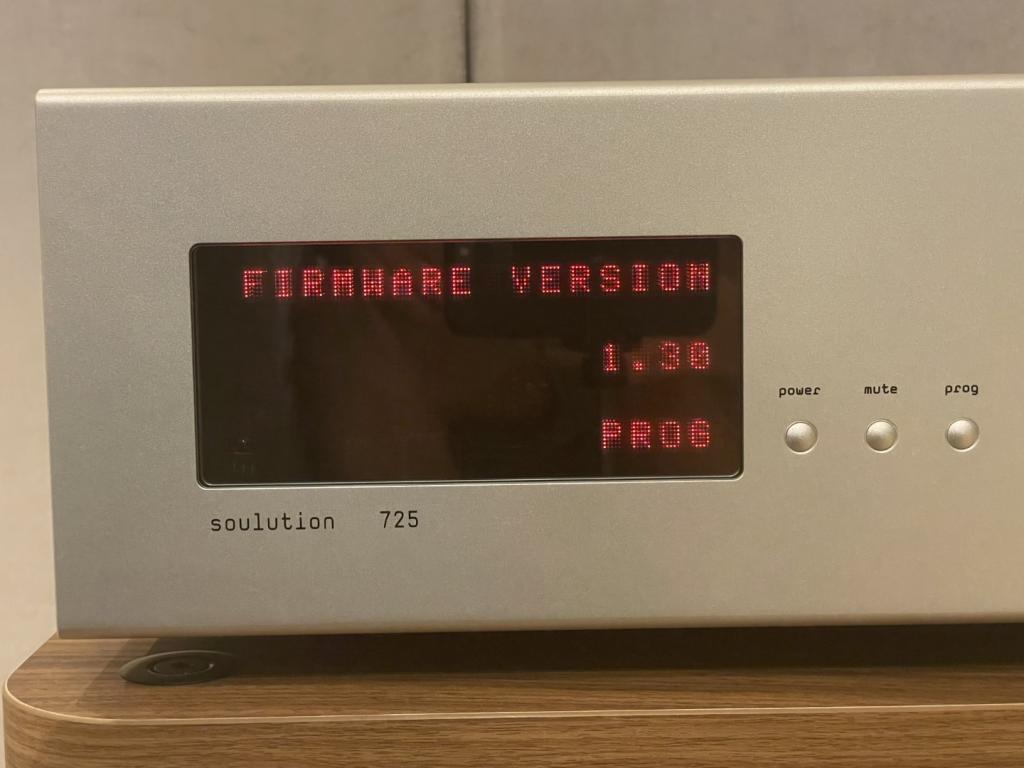 FIRMWARE VERSION
1.30
PROG
power mute prog
soulution 725